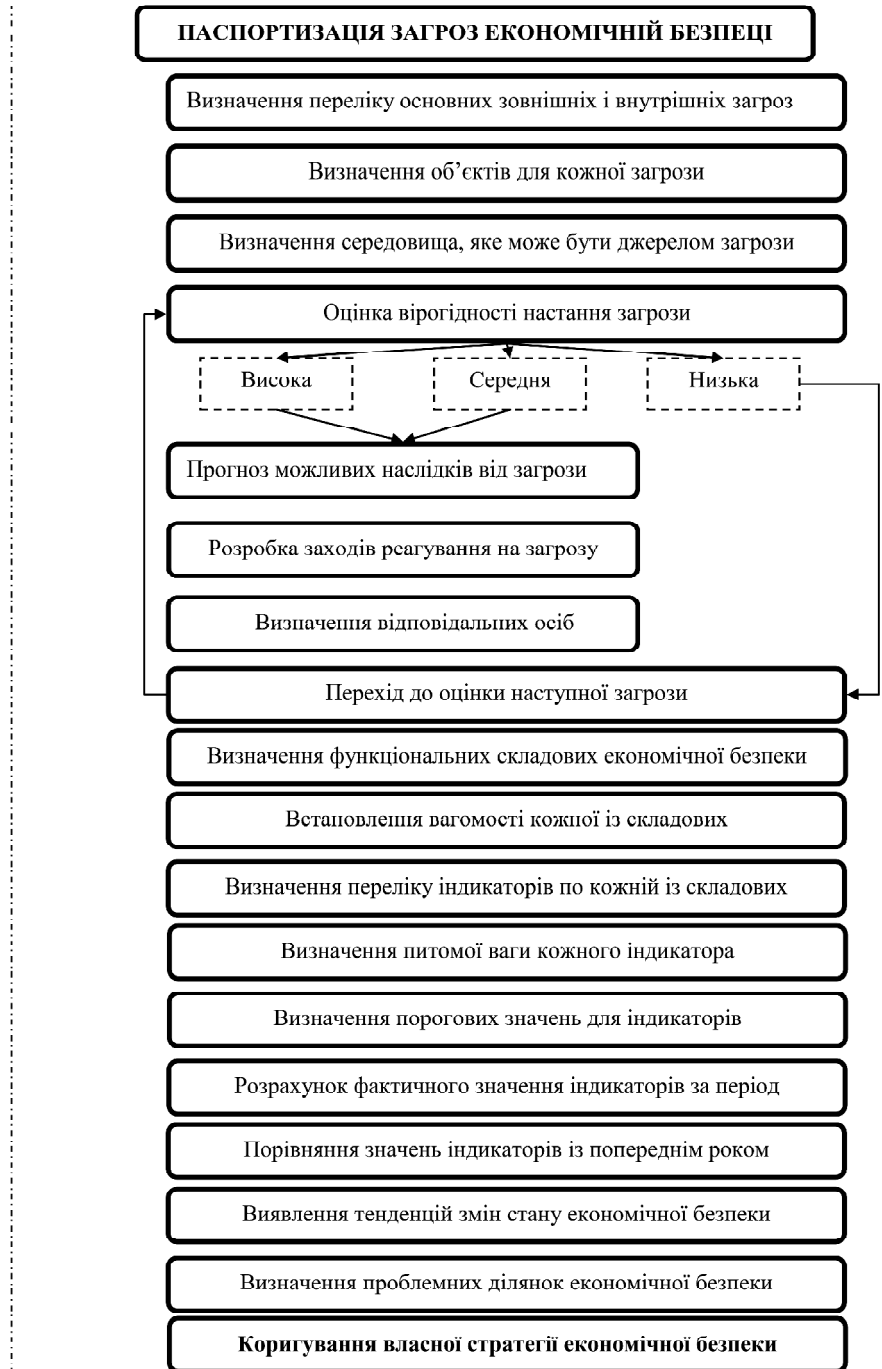 ПАСПОРТИЗАЦІЯ ЗАГРОЗ ЕКОНОМІЧНІЙ БЕЗПЕЦІ
Визначення переліку основних зовнішніх і внутрішніх загроз
Визначення об’єктів для кожної загрози
Визначення середовища, яке може бути джерелом загрози
Оцінка вірогідності настання загрози
Висока
Середня
Низька
Прогноз можливих наслідків від загрози
Розробка заходів реагування на загрозу
Визначення відповідальних осіб
Перехід до оцінки наступної загрози
Визначення функціональних складових економічної безпеки
Встановлення вагомості кожної із складових
Визначення переліку індикаторів по кожній із складових
Визначення питомої ваги кожного індикатора
Визначення порогових значень для індикаторів
Розрахунок фактичного значення індикаторів за період
Порівняння значень індикаторів із попереднім роком
Виявлення тенденцій змін стану економічної безпеки
Визначення проблемних ділянок економічної безпеки
Коригування власної стратегії економічної безпеки